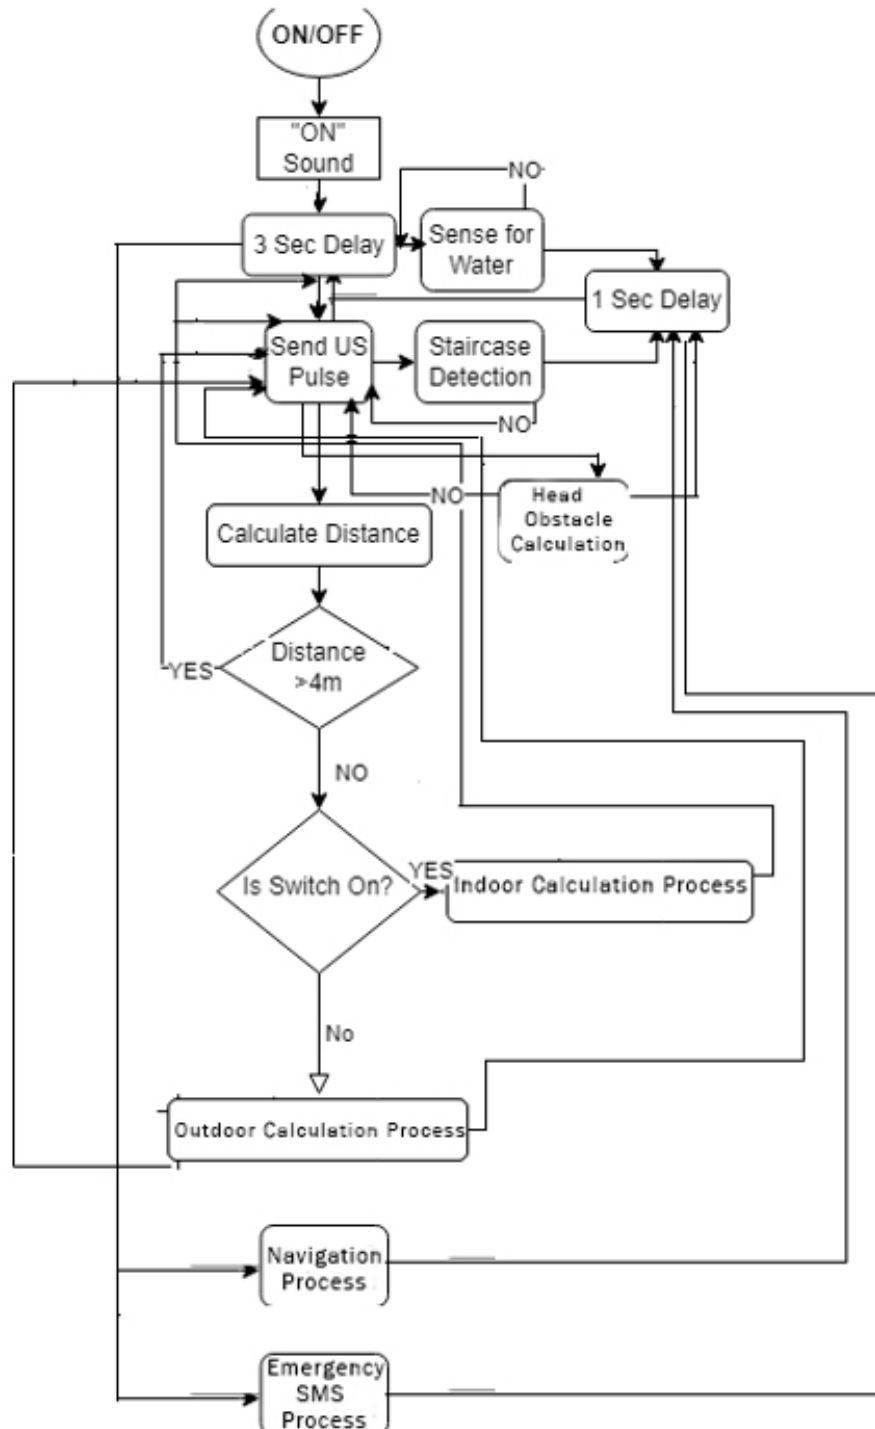 ON/OFF
"ON"
Sound
NO
3 Sec Delay
Sense for
Water
1 Sec Delay
Send US
Pulse
Staircase
Detection
NO
NO
Head
Obstacle
Calculation
Calculate Distance
Distance
>4m
YES
NO
Is Switch On?
YES
Indoor Calculation Process
No
Outdoor Calculation Process
Navigation
Process
Emergency
SMS
Process